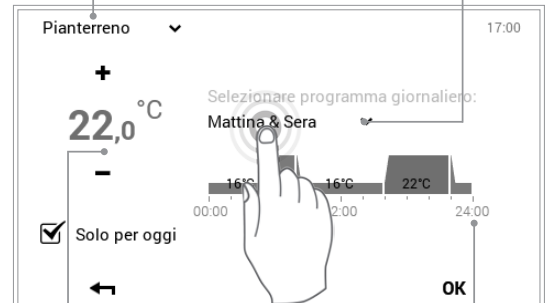 Pianterreno
17:00
+
22,0°C
–
Selezionare programma giornaliero:
Mattina & Sera
16°C 16°C 22°C
00:00 24:00
Solo per oggi
OK